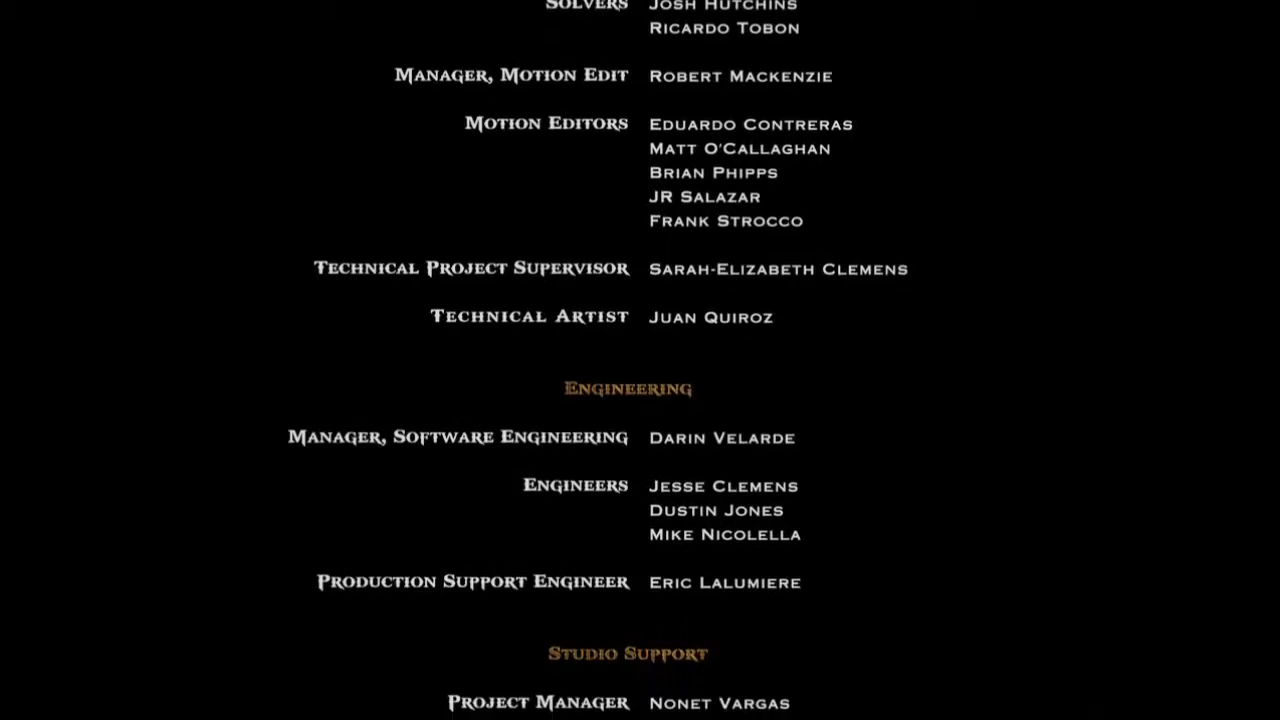 Solvers Josh Hutchins
Ricardo Tobon
Manager, Motion Edit Robert Mackenzie
Motion Editors Eduardo Contreras
Matt O'Callaghan
Brian Phipps
JR Salazar
Frank Strocco
Technical Project Supervisor Sarah-Elizabeth Clemens
Technical Artist Juan Quiroz
Engineering
Manager, Software Engineering Darin Velarde
Engineers Jesse Clemens
Dustin Jones
Mike Nicolella
Production Support Engineer Eric Lalumiere
Studio Support
Project Manager Nonet Vargas